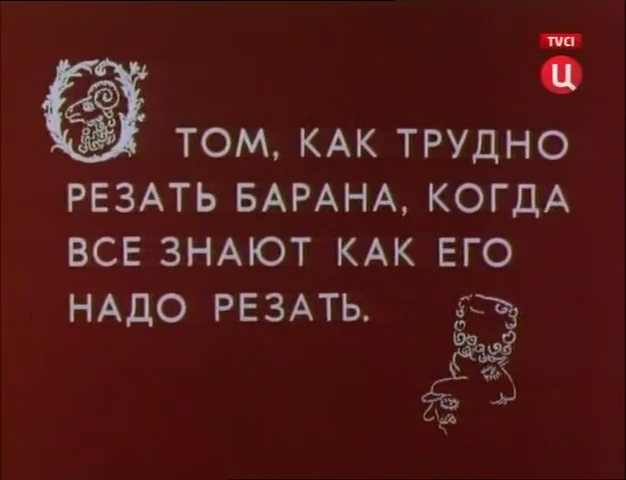 TVCI
Ц
О ТОМ, КАК ТРУДНО
РЕЗАТЬ БАРАНА, КОГДА
ВСЕ ЗНАЮТ КАК ЕГО
НАДО РЕЗАТЬ.